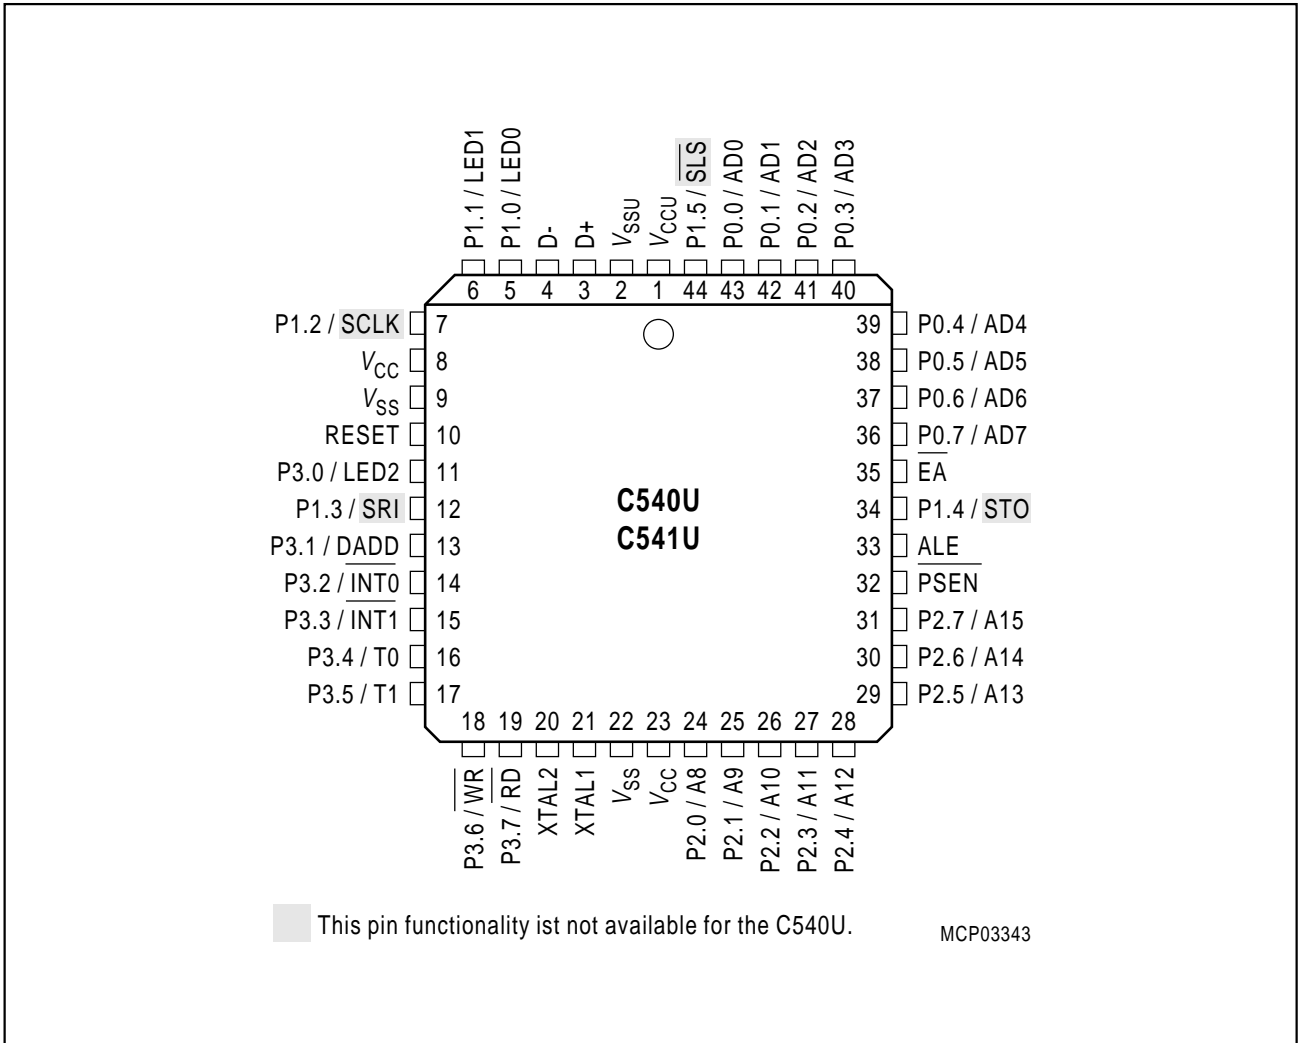 P1.1 / LED1
P1.0 / LED0
D-
D+
VSSU
VCCU
P1.5 / SLS
P0.0 / AD0
P0.1 / AD1
P0.2 / AD2
P0.3 / AD3
6 5 4 3 2 1 44 43 42 41 40
P1.2 / SCLK 7 39 P0.4 / AD4
VCC 8 38 P0.5 / AD5
VSS 9 37 P0.6 / AD6
RESET 10 36 P0.7 / AD7
P3.0 / LED2 11 35 EA
P1.3 / SRI 12 34 P1.4 / STO
P3.1 / DADD 13 33 ALE
P3.2 / INT0 14 32 PSEN
P3.3 / INT1 15 31 P2.7 / A15
P3.4 / T0 16 30 P2.6 / A14
P3.5 / T1 17 29 P2.5 / A13
C540U
C541U
18 19 20 21 22 23 24 25 26 27 28
P3.6 / WR
P3.7 / RD
XTAL2
XTAL1
VSS
VCC
P2.0 / A8
P2.1 / A9
P2.2 / A10
P2.3 / A11
P2.4 / A12
This pin functionality ist not available for the C540U.
MCP03343